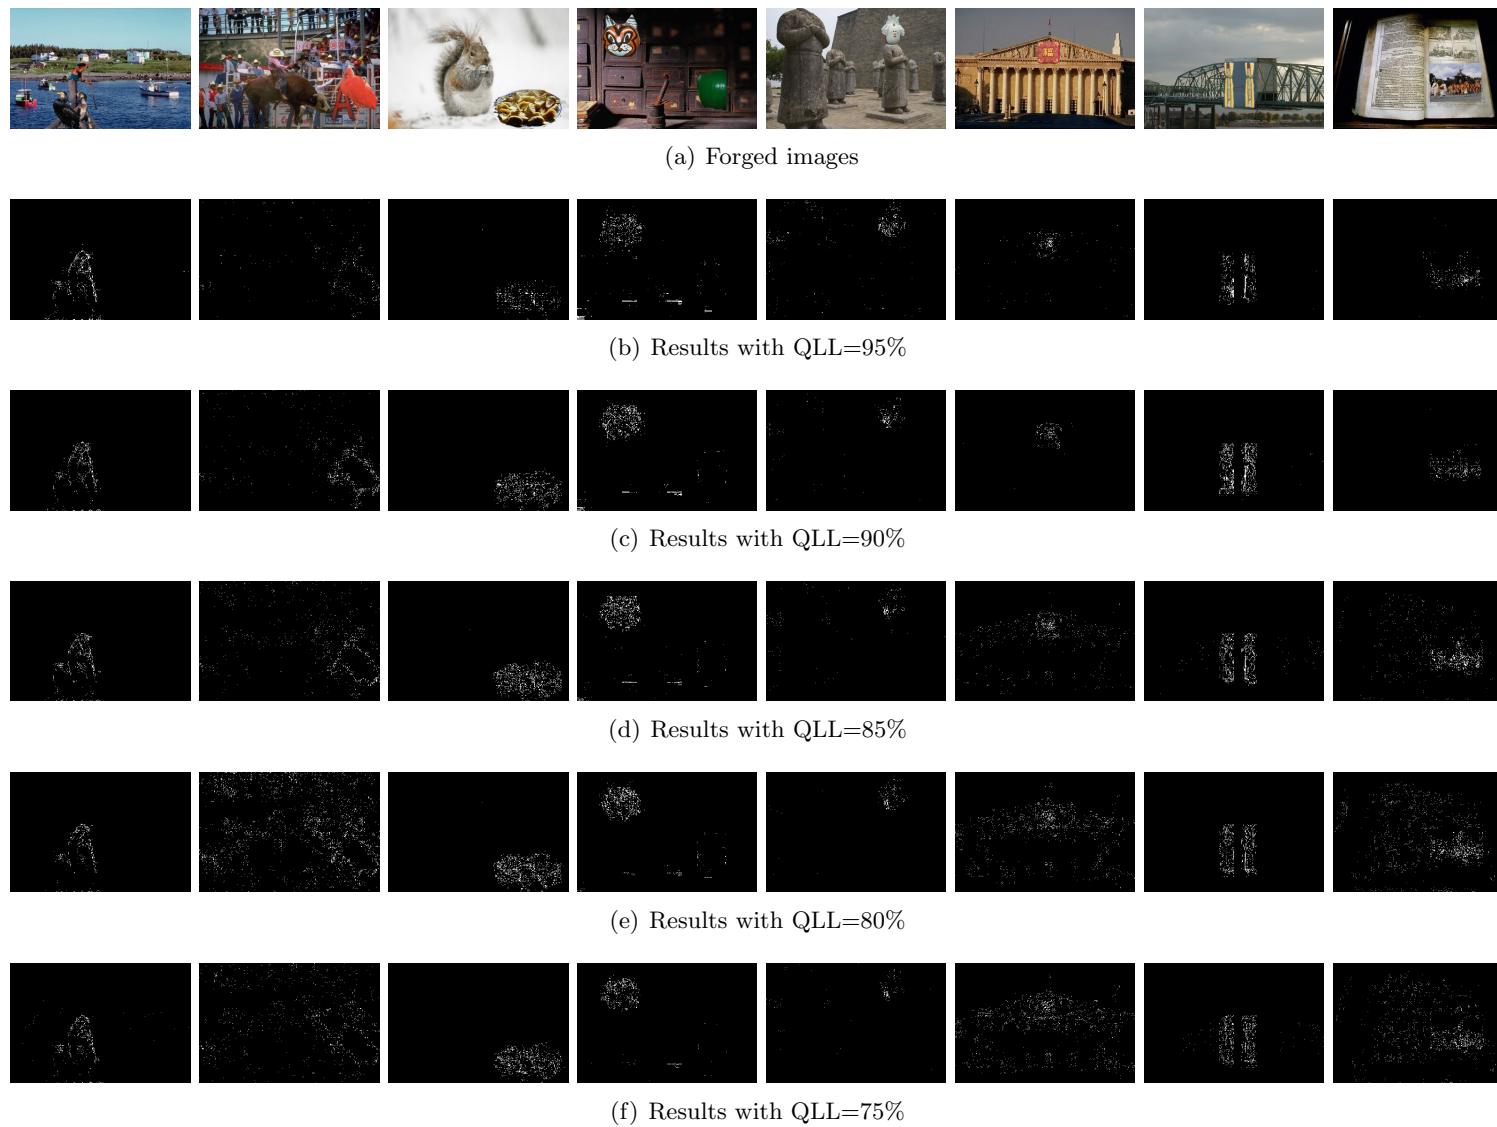 (a) Forged images
(b) Results with QLL=95%
(c) Results with QLL=90%
(d) Results with QLL=85%
(e) Results with QLL=80%
(f) Results with QLL=75%